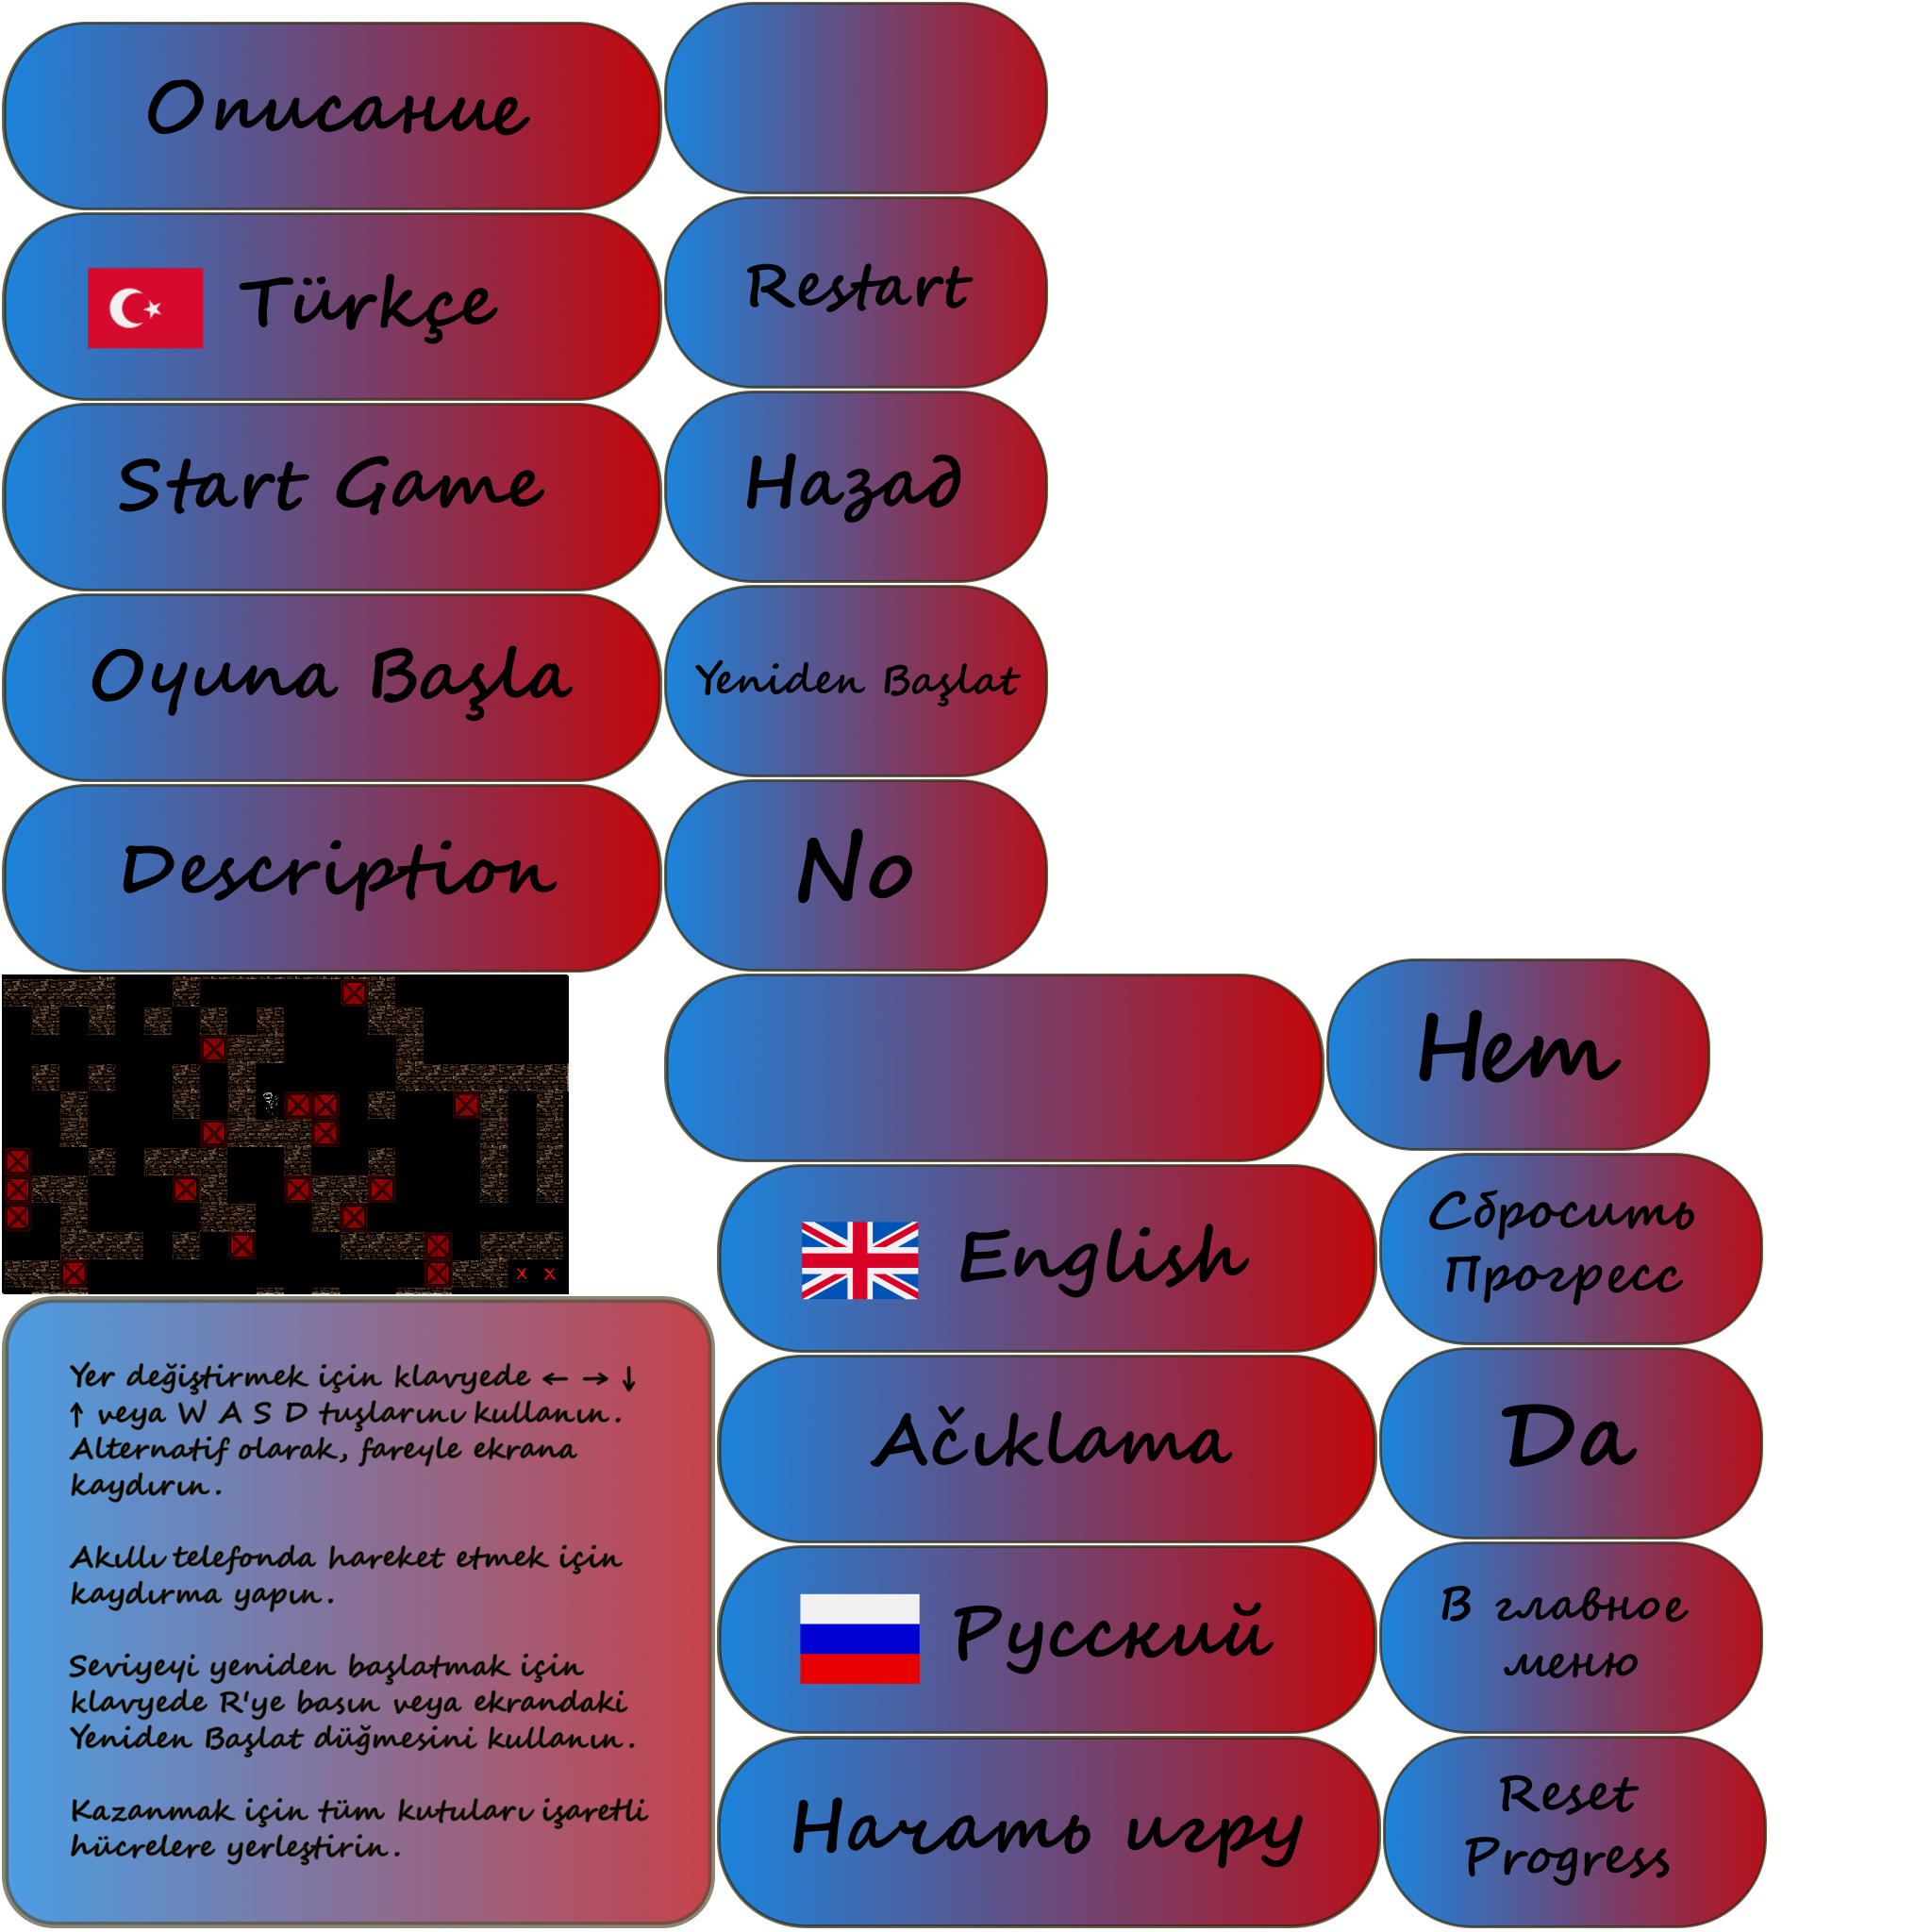 Описание
Türkçe
Start Game
Oyuna Başla
Description
Restart
Назад
Yeniden Başlat
No
Нет
English
Ačıklama
Русский
Начать игру
Сбросить
Прогресс
Да
В главное
меню
Reset
Progress
Yer değiştirmek için klavyede ← → ↓
↑ veya W A S D tuşlarını kullanın.
Alternatif olarak, fareyle ekrana
kaydırın.
Akıllı telefonda hareket etmek için
kaydırma yapın.
Seviyeyi yeniden başlatmak için
klavyede R'ye basın veya ekrandaki
Yeniden Başlat düğmesini kullanın.
Kazanmak için tüm kutuları işaretli
hücrelere yerleştirin.